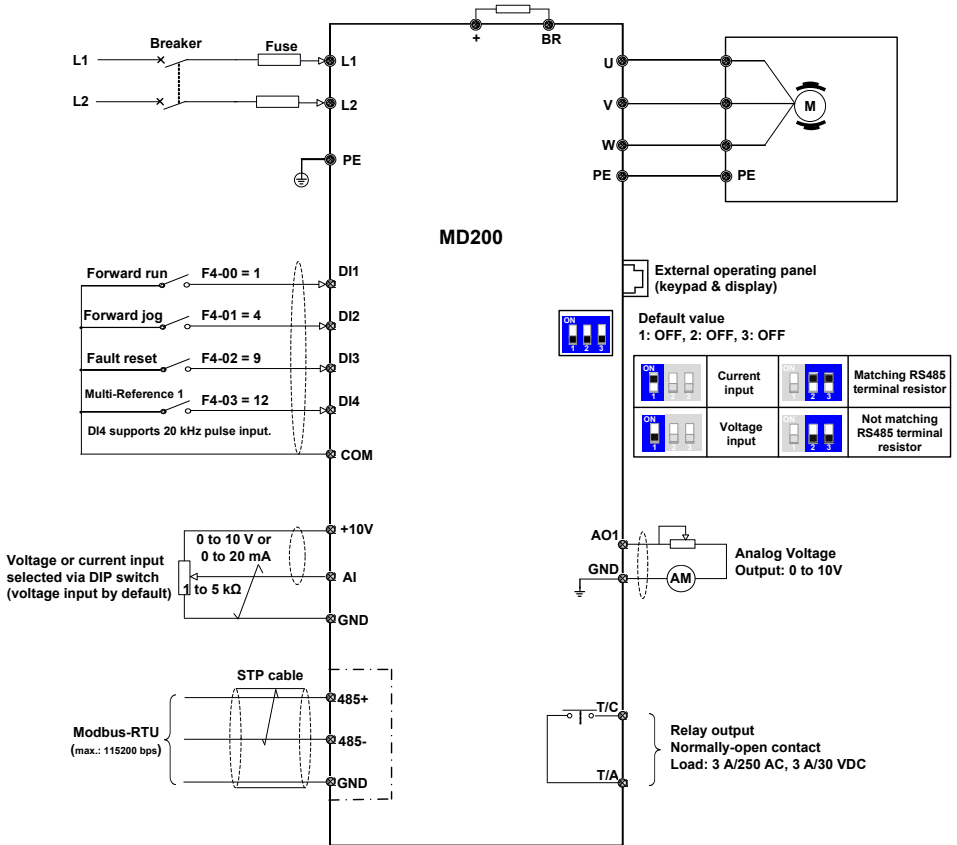 +
BR
Breaker
Fuse
L1
L1
L2
L2
PE
U
V
W
PE
PE
M
MD200
Forward run
F4-00 = 1
DI1
Forward jog
F4-01 = 4
DI2
Fault reset
F4-02 = 9
DI3
Multi-Reference 1
F4-03 = 12
DI4
DI4 supports 20 kHz pulse input.
COM
External operating panel
(keypad & display)
ON
1 2 3
Default value
1: OFF, 2: OFF, 3: OFF
ON
1 2 3
Current
input
ON
1 2 3
Matching RS485
terminal resistor
ON
1 2 3
Voltage
input
ON
1 2 3
Not matching
RS485 terminal
resistor
+10V
0 to 10 V or
0 to 20 mA
Voltage or current input
selected via DIP switch
(voltage input by default)
1 to 5 kΩ
AI
GND
AO1
GND
AM
Analog Voltage
Output: 0 to 10V
STP cable
485+
Modbus-RTU
(max.: 115200 bps)
485-
GND
T/C
T/A
Relay output
Normally-open contact
Load: 3 A/250 AC, 3 A/30 VDC